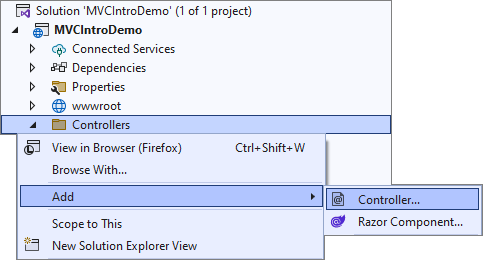 Solution 'MVCIntroDemo' (1 of 1 project)
MVCIntroDemo
Connected Services
Dependencies
Properties
wwwroot
Controllers
View in Browser (Firefox) Ctrl+Shift+W
Browse With...
Add
Controller...
Razor Component...
Scope to This
New Solution Explorer View